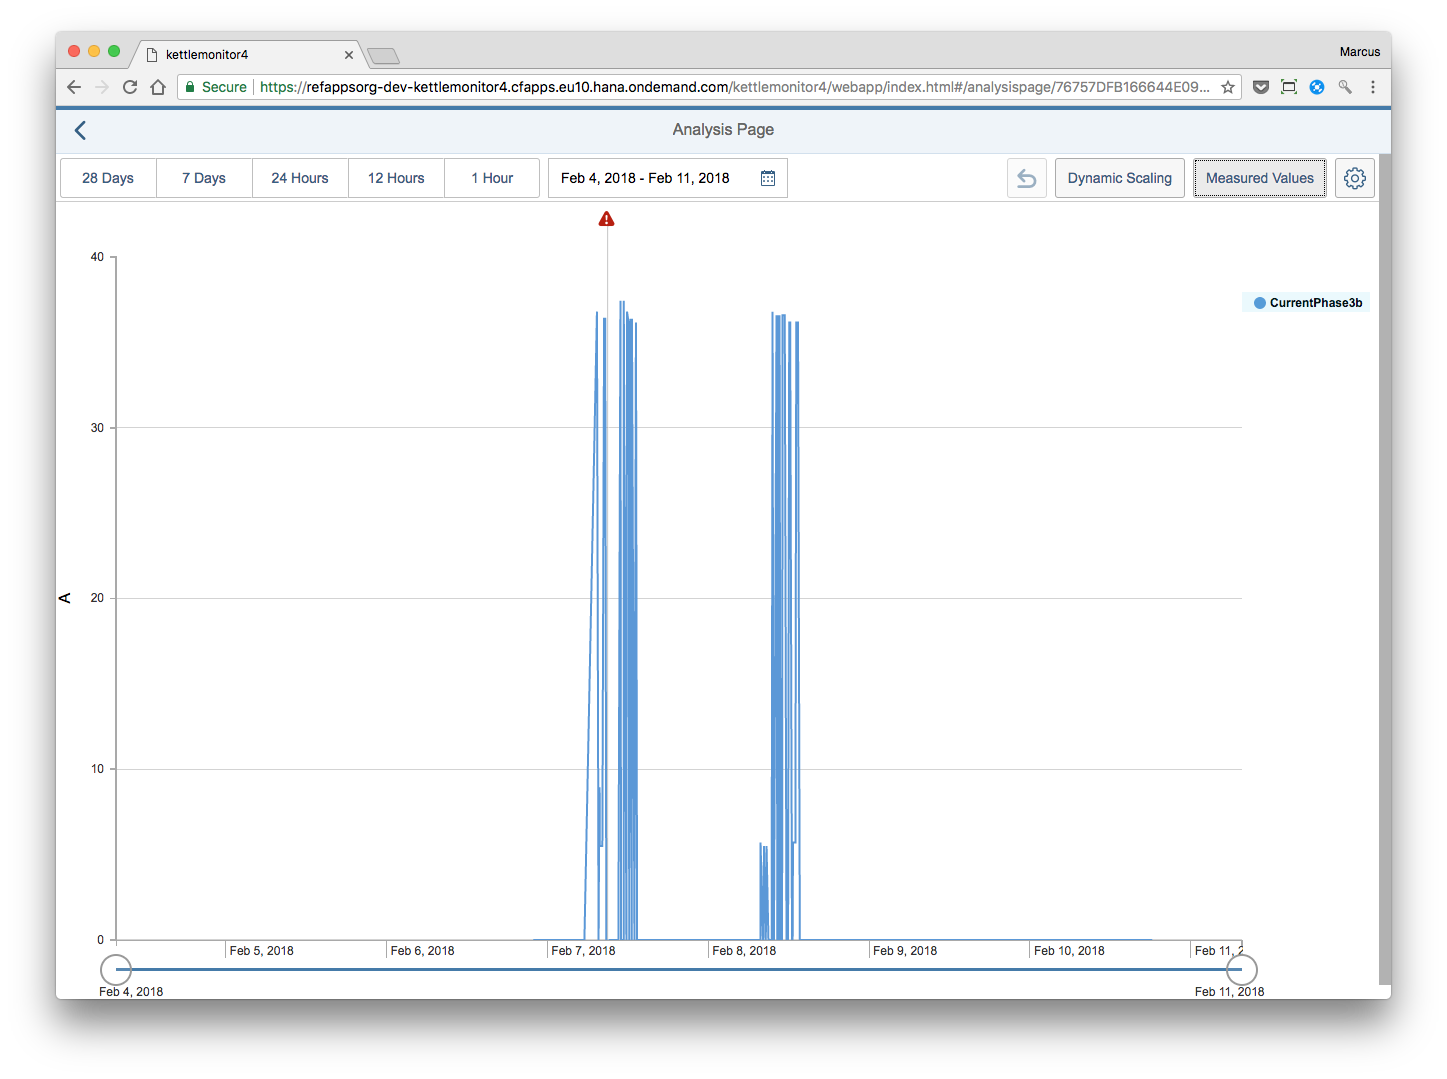 kettlemonitor4
Marcus
Secure https://refappsorg-dev-kettlemonitor4.cfapps.eu10.hana.ondemand.com/kettlemonitor4/webapp/index.html#/analysispage/76757DFB166644E09...
Analysis Page
28 Days 7 Days 24 Hours 12 Hours 1 Hour Feb 4, 2018 - Feb 11, 2018 Dynamic Scaling Measured Values
40
CurrentPhase3b
30
A 20
10
0
Feb 5, 2018 Feb 6, 2018 Feb 7, 2018 Feb 8, 2018 Feb 9, 2018 Feb 10, 2018 Feb 11, 2
Feb 4, 2018 Feb 11, 2018